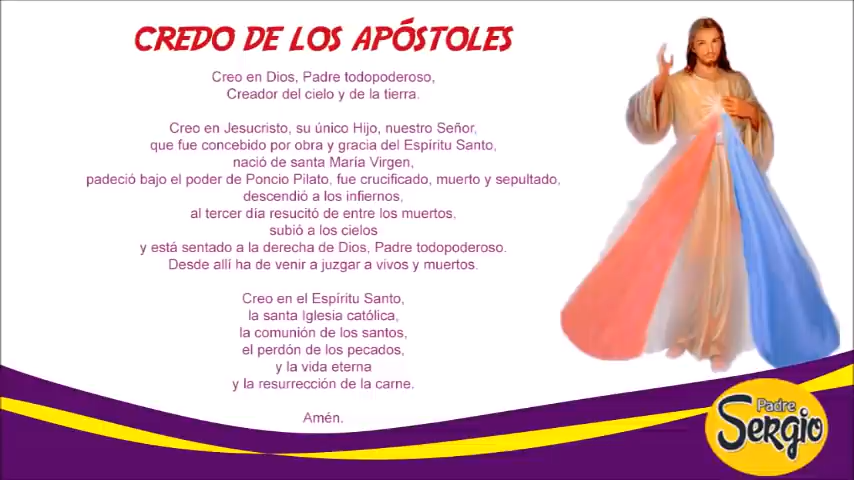 CREDO DE LOS APÓSTOLES
Creo en Dios, Padre todopoderoso,
Creador del cielo y de la tierra.
Creo en Jesucristo, su único Hijo, nuestro Señor,
que fue concebido por obra y gracia del Espíritu Santo,
nació de santa María Virgen,
padeció bajo el poder de Poncio Pilato, fue crucificado, muerto y sepultado,
descendió a los infiernos,
al tercer día resucitó de entre los muertos,
subió a los cielos
y está sentado a la derecha de Dios, Padre todopoderoso.
Desde allí ha de venir a juzgar a vivos y muertos.
Creo en el Espíritu Santo,
la santa Iglesia católica,
la comunión de los santos,
el perdón de los pecados,
y la vida eterna
y la resurrección de la carne.
Amén.
Padre
Sergio